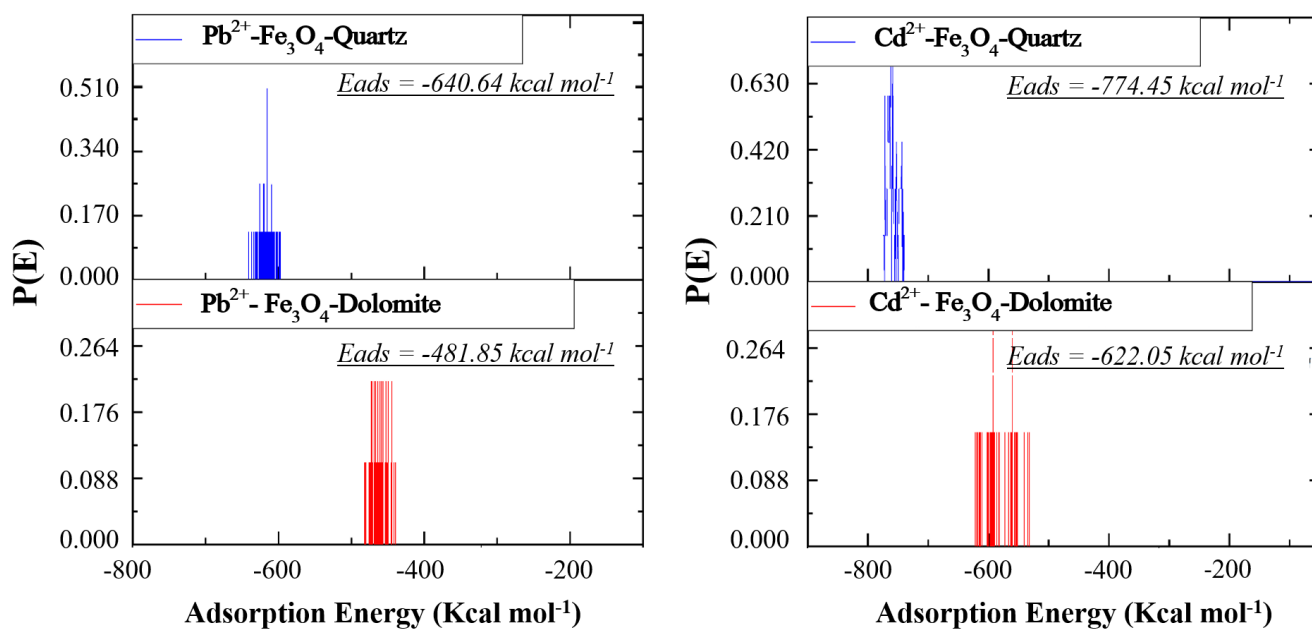 Pb²⁺-Fe₃O₄-Quartz
Eads = -640.64 kcal mol⁻¹
0.510
0.340
0.170
0.000
P(E)
Pb²⁺- Fe₃O₄-Dolomite
Eads = -481.85 kcal mol⁻¹
0.264
0.176
0.088
0.000
-800 -600 -400 -200
Adsorption Energy (Kcal mol⁻¹)
Cd²⁺-Fe₃O₄-Quartz
Eads = -774.45 kcal mol⁻¹
0.630
0.420
0.210
0.000
P(E)
Cd²⁺- Fe₃O₄-Dolomite
Eads = -622.05 kcal mol⁻¹
0.264
0.176
0.088
0.000
-800 -600 -400 -200
Adsorption Energy (Kcal mol⁻¹)